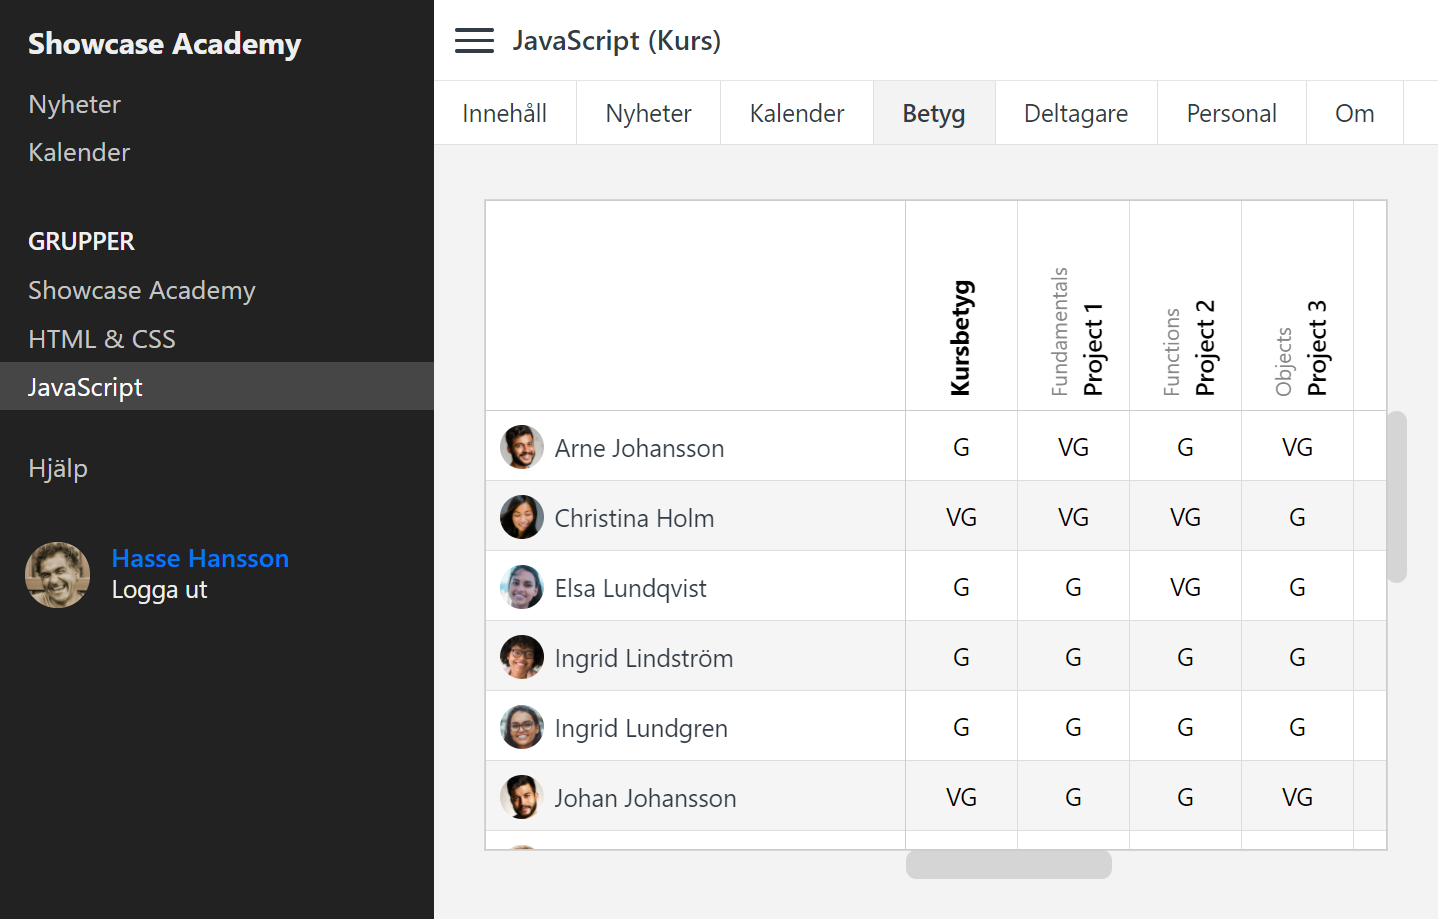 Showcase Academy
Nyheter
Kalender
GRUPPER
Showcase Academy
HTML & CSS
JavaScript
Hjälp
Hasse Hansson
Logga ut
JavaScript (Kurs)
Innehåll Nyheter Kalender Betyg Deltagare Personal Om
Kursbetyg
Fundamentals
Project 1
Functions
Project 2
Objects
Project 3
Arne Johansson G VG G VG
Christina Holm VG VG VG G
Elsa Lundqvist G G VG G
Ingrid Lindström G G G G
Ingrid Lundgren G G G G
Johan Johansson VG G G VG